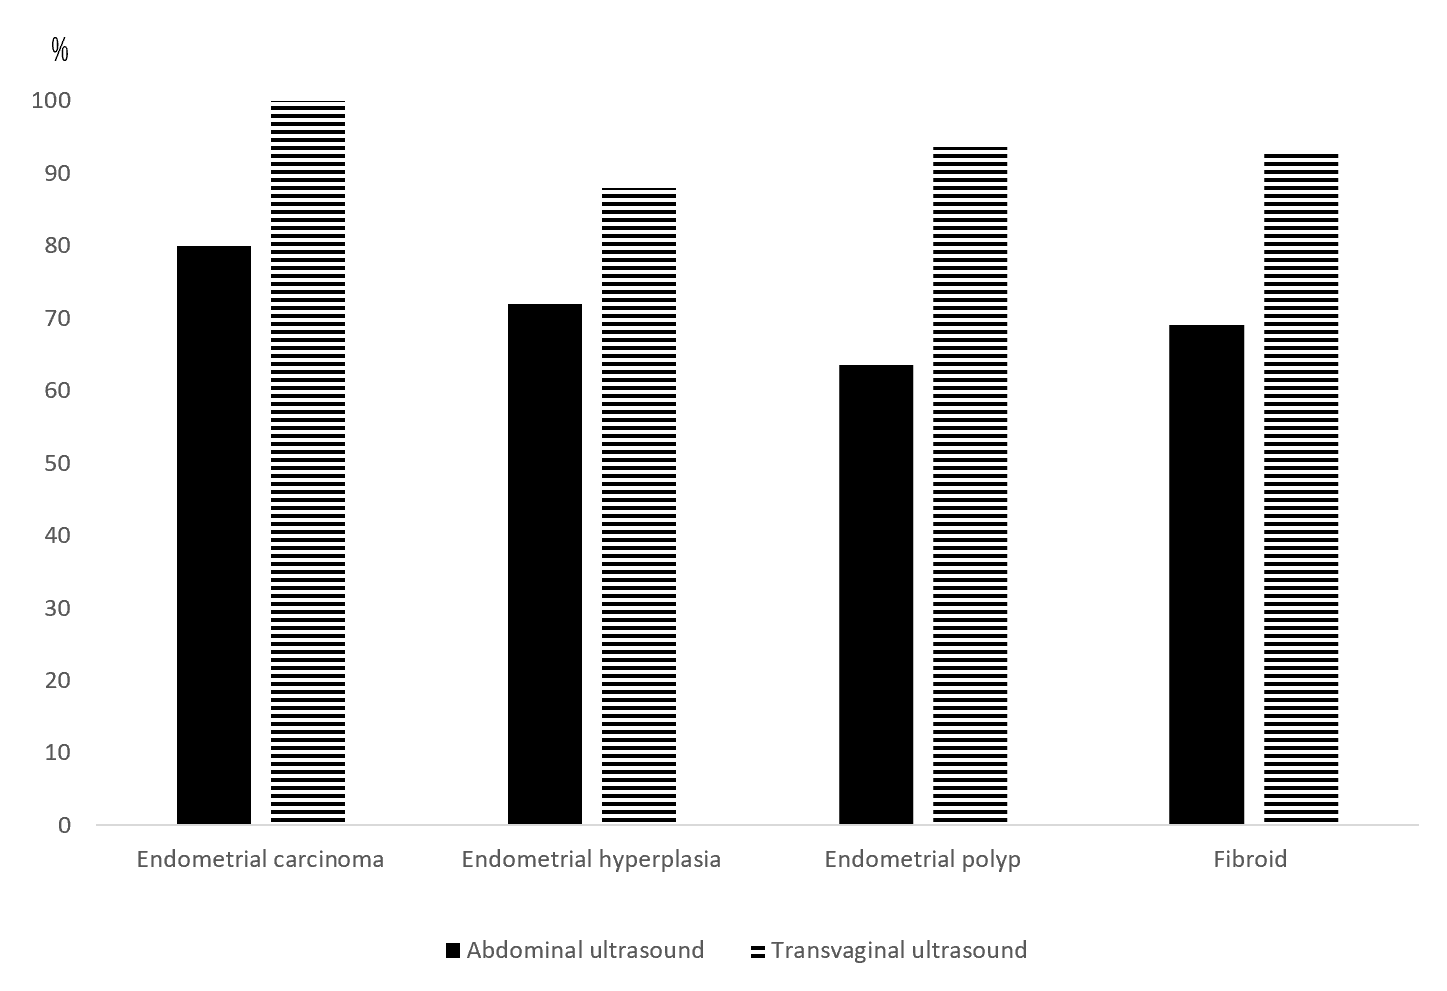 %
100
90
80
70
60
50
40
30
20
10
0
Endometrial carcinoma
Endometrial hyperplasia
Endometrial polyp
Fibroid
Abdominal ultrasound
Transvaginal ultrasound